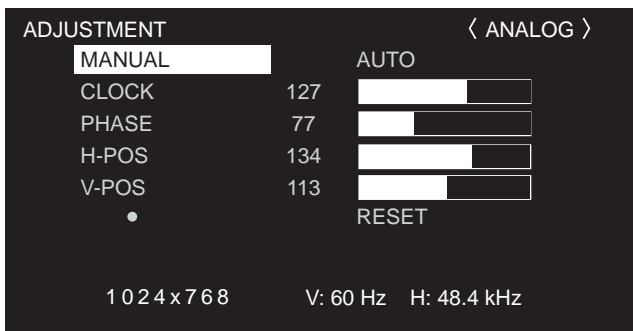 ADJUSTMENT 〈 ANALOG 〉
MANUAL AUTO
CLOCK 127
PHASE 77
H-POS 134
V-POS 113
● RESET
1024x768 V: 60 Hz H: 48.4 kHz